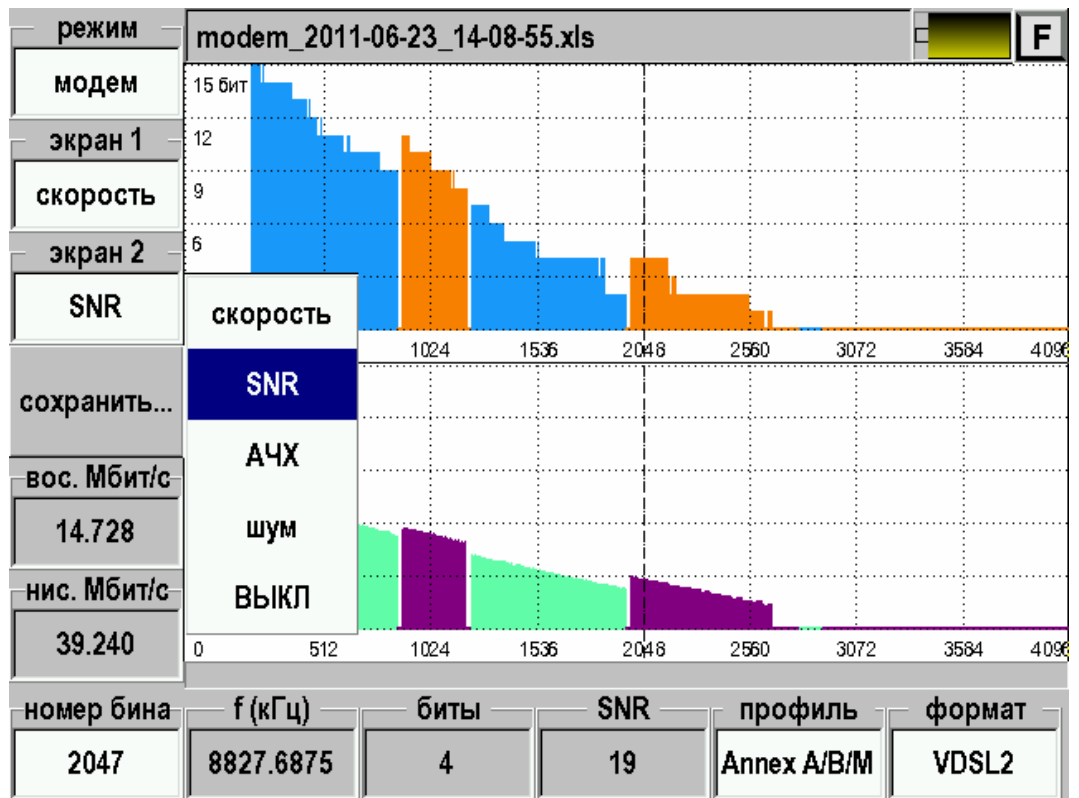 режим
modem_2011-06-23_14-08-55.xls
F
модем
экран 1
скорость
экран 2
SNR
сохранить...
вос. Мбит/с
14.728
нис. Мбит/с
39.240
15 бит
12
9
6
1024 1536 2048 2560 3072 3584 4096
скорость
SNR
АЧХ
шум
ВЫКЛ
0 512 1024 1536 2048 2560 3072 3584 4096
номер бина f (кГц) биты SNR профиль формат
2047 8827.6875 4 19 Annex A/B/M VDSL2